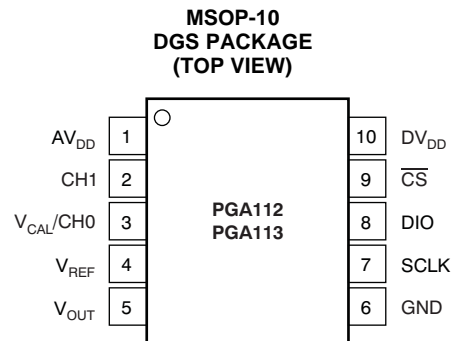 MSOP-10
DGS PACKAGE
(TOP VIEW)
AVDD 1
CH1 2
VCAL/CH0 3
VREF 4
VOUT 5
PGA112
PGA113
10 DVDD
9 C̅S̅
8 DIO
7 SCLK
6 GND